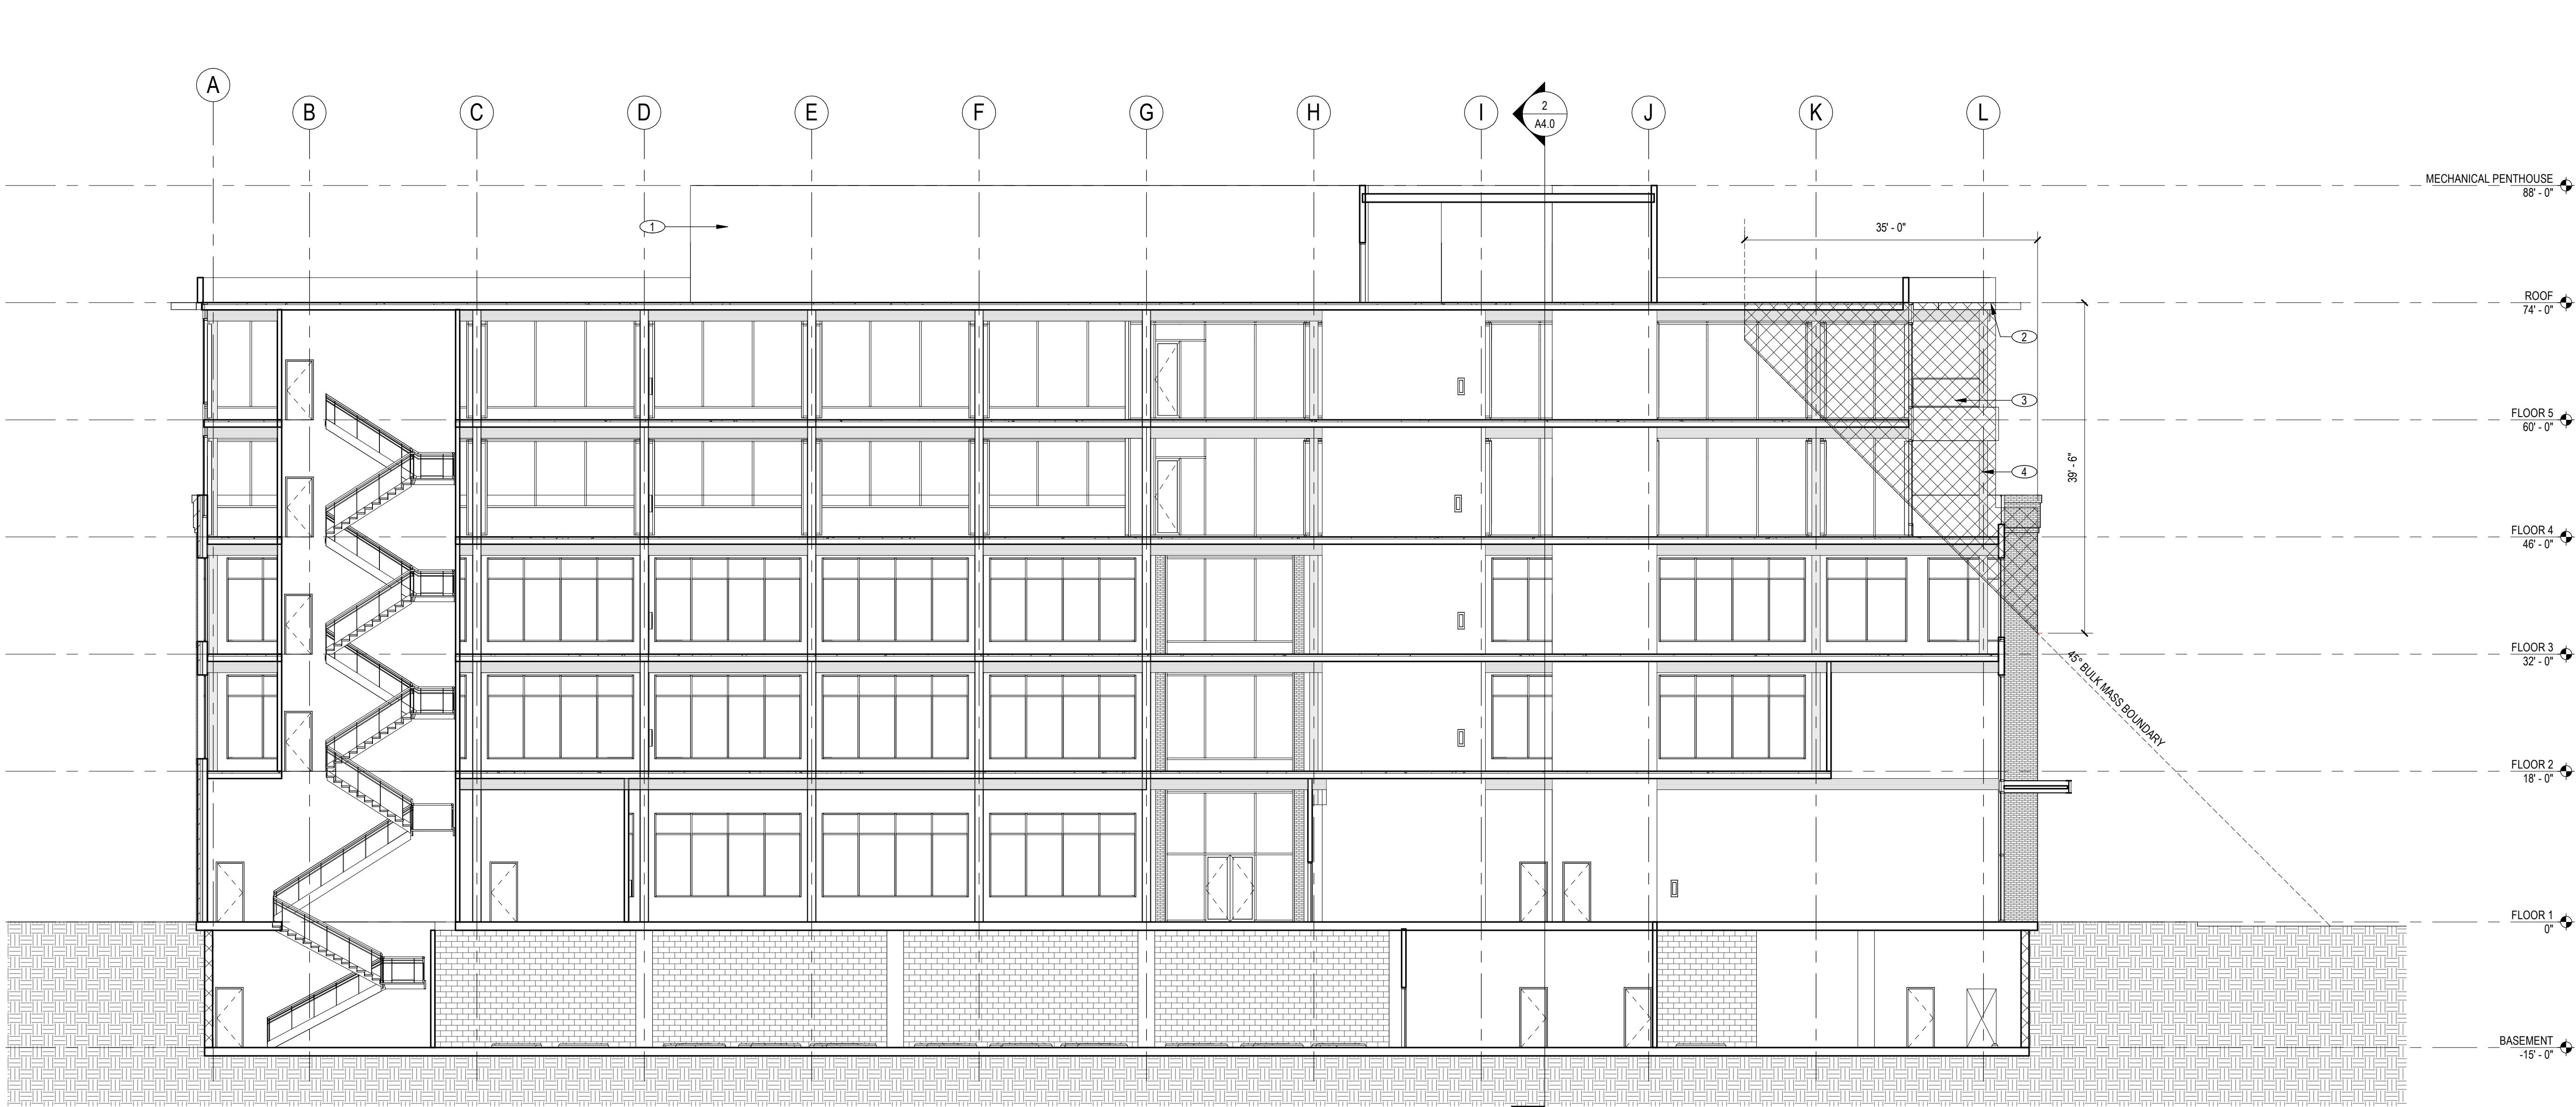 A
B
C
D
E
F
G
H
I
2
A4.0
J
K
L
MECHANICAL PENTHOUSE
88' - 0"
1
35' - 0"
ROOF
74' - 0"
2
3
FLOOR 5
60' - 0"
39' - 6"
4
FLOOR 4
46' - 0"
FLOOR 3
32' - 0"
45° BULK MASS BOUNDARY
FLOOR 2
18' - 0"
FLOOR 1
0"
BASEMENT
-15' - 0"